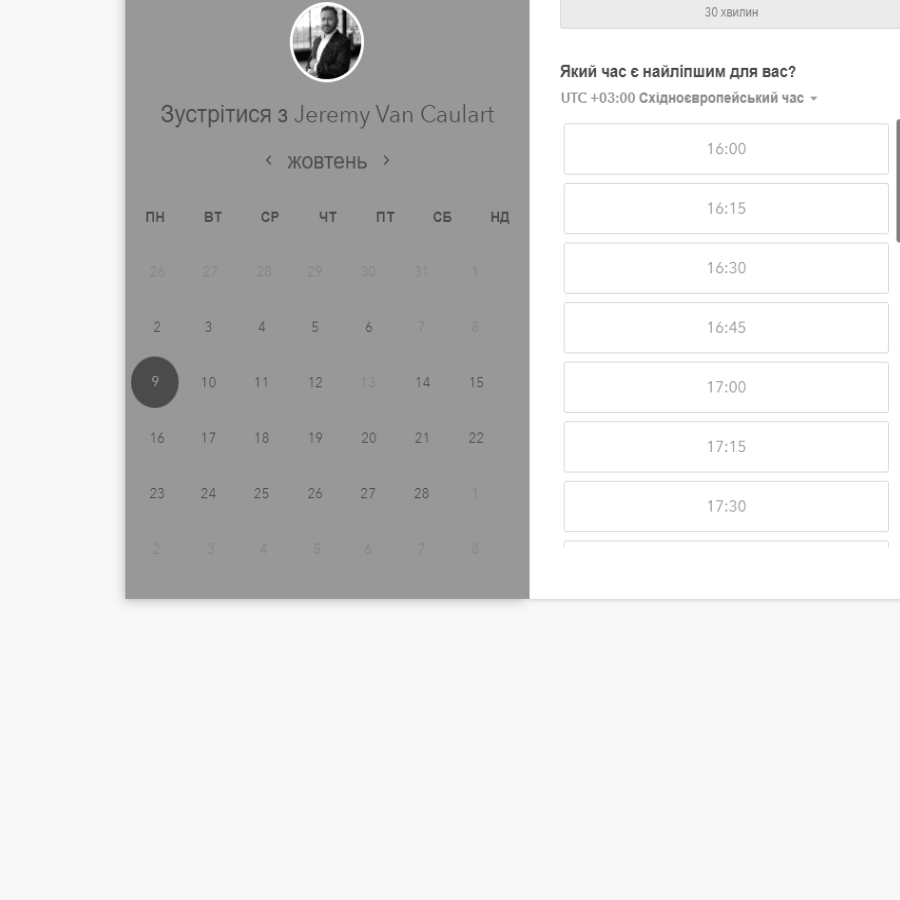 Зустрітися з Jeremy Van Caulart
‹ жовтень ›
ПН ВТ СР ЧТ ПТ СБ НД
26 27 28 29 30 31 1
2 3 4 5 6 7 8
9 10 11 12 13 14 15
16 17 18 19 20 21 22
23 24 25 26 27 28 1
2 3 4 5 6 7 8
30 хвилин
Який час є найліпшим для вас?
UTC +03:00 Східноєвропейський час
16:00
16:15
16:30
16:45
17:00
17:15
17:30